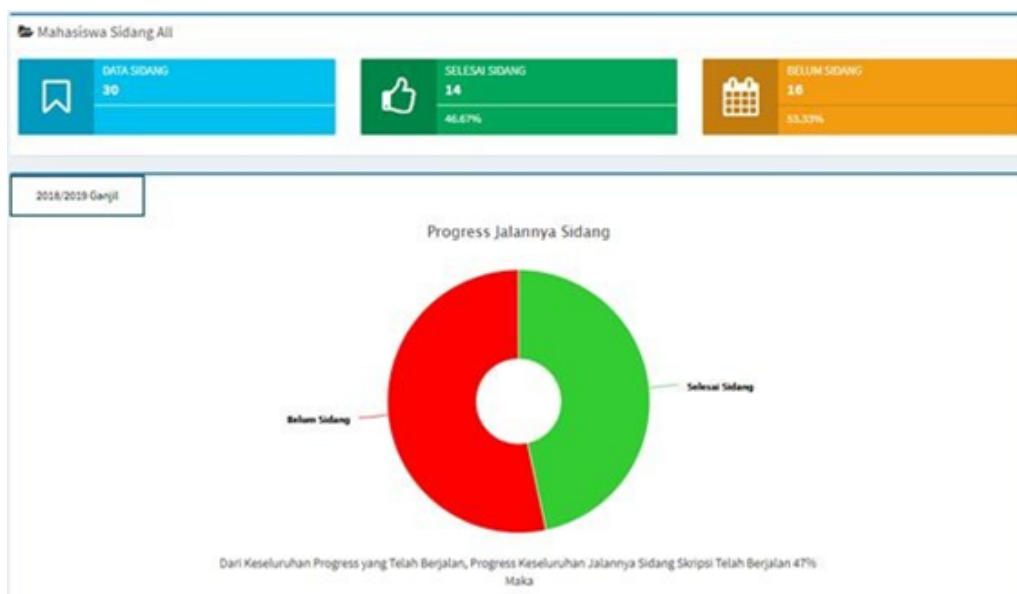 Mahasiswa Sidang All
DATA SIDANG
30
SELESAI SIDANG
14
46.67%
BELUM SIDANG
16
53.33%
2018/2019 Ganjil
Progress Jalannya Sidang
Selesai Sidang
Belum Sidang
Dari Keseluruhan Progress yang Telah Berjalan, Progress Keseluruhan Jalannya Sidang Skripsi Telah Berjalan 47%
Maka